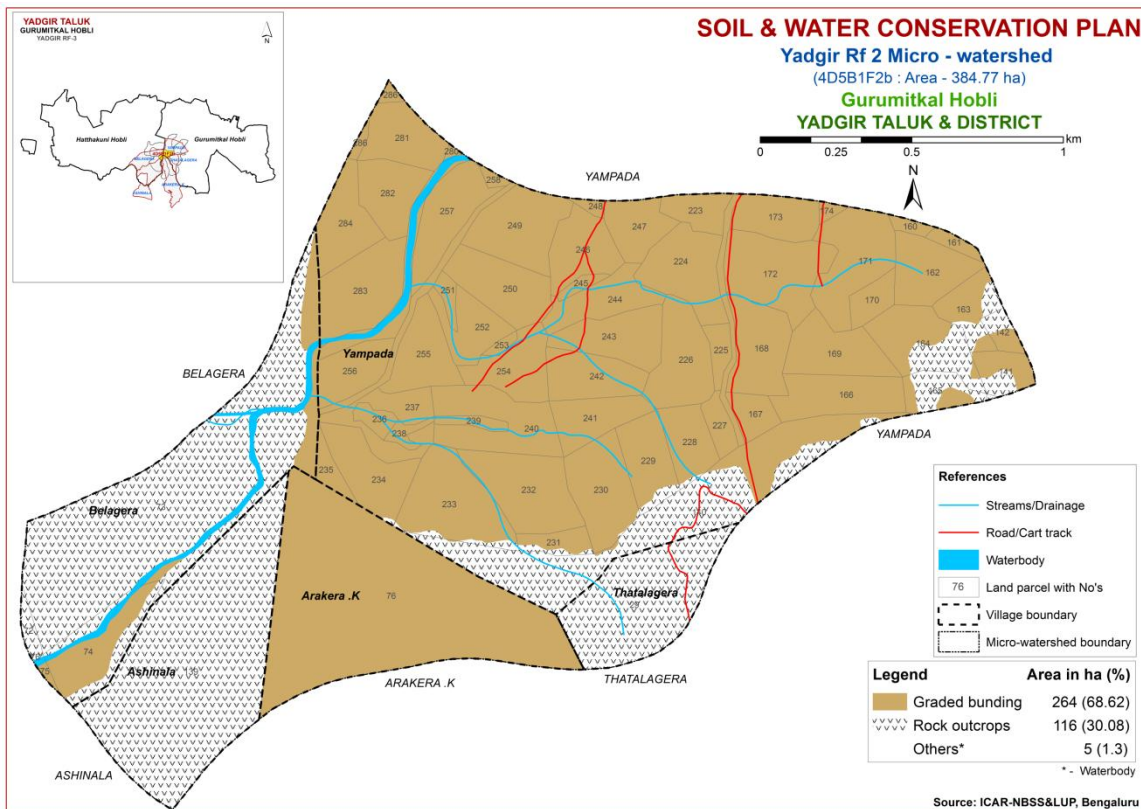 YADGIR TALUK
GURUMITKAL HOBLI
YADGIR RF-3
N
Hatthakuni Hobli
Gurumitkal Hobli
SOIL & WATER CONSERVATION PLAN
Yadgir Rf 2 Micro - watershed
(4D5B1F2b : Area - 384.77 ha)
Gurumitkal Hobli
YADGIR TALUK & DISTRICT
km
0 0.25 0.5 1
N
YAMPADA
286
281
280
288
258
282
257
248
223
173
174
160
284
249
247
161
246
224
171
162
172
283
251
250
245
244
170
163
252
243
142
253
Yampada
255
226
225
168
169
BELAGERA
256
254
242
141
166
237
236
239
241
167
238
240
227
YAMPADA
228
235
234
229
233
232
230
Belagera
231
Arakera .K
76
Thatalagera
29
74
75
Ashinala
ARAKERA .K
THATALAGERA
ASHINALA
References
Streams/Drainage
Road/Cart track
Waterbody
76 Land parcel with No's
Village boundary
Micro-watershed boundary
Legend Area in ha (%)
Graded bunding 264 (68.62)
Rock outcrops 116 (30.08)
Others* 5 (1.3)
* - Waterbody
Source: ICAR-NBSS&LUP, Bengaluru